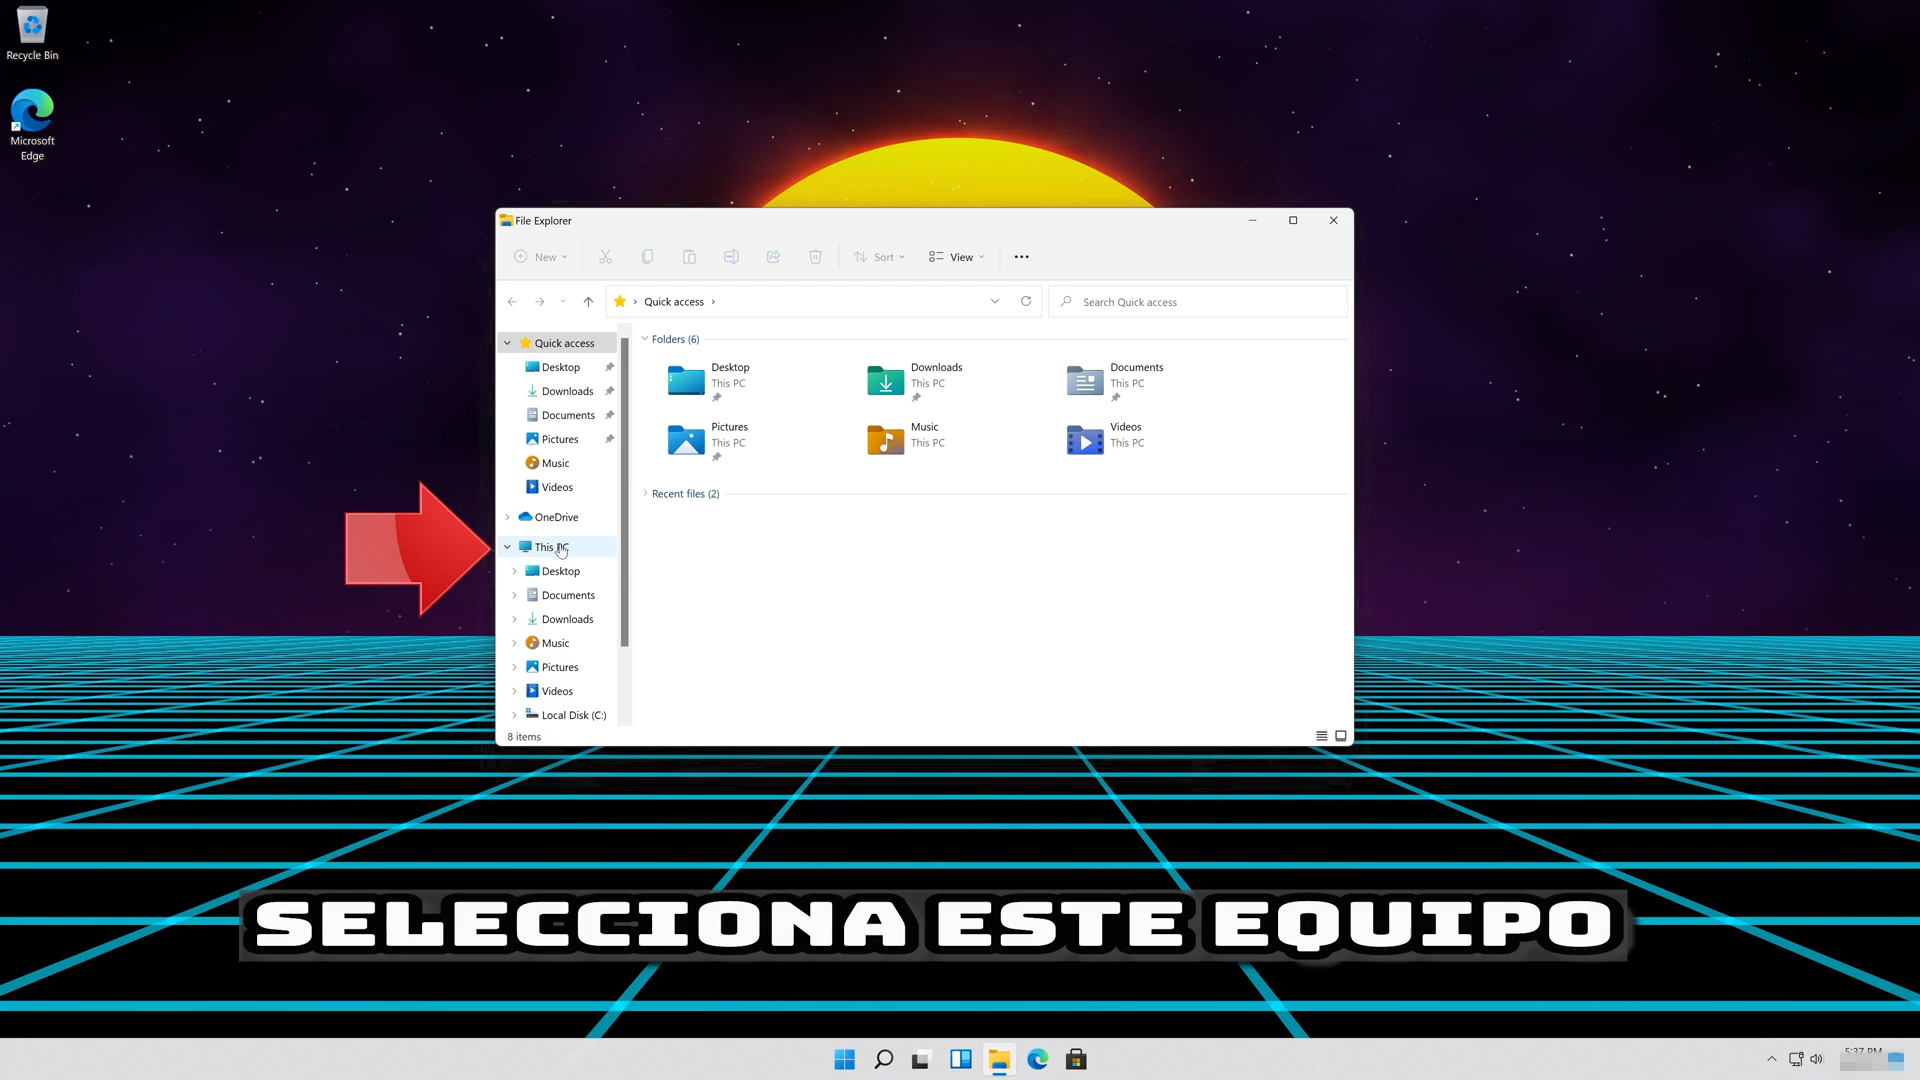 Recycle Bin
Microsoft
Edge
File Explorer
New
Sort
View
Quick access
Search Quick access
Quick access
Desktop
Downloads
Documents
Pictures
Music
Videos
OneDrive
This PC
Desktop
Documents
Downloads
Music
Pictures
Videos
Local Disk (C:)
Folders (6)
Desktop
This PC
Downloads
This PC
Documents
This PC
Pictures
This PC
Music
This PC
Videos
This PC
Recent files (2)
8 items
SELECCIONA ESTE EQUIPO
5:37 PM